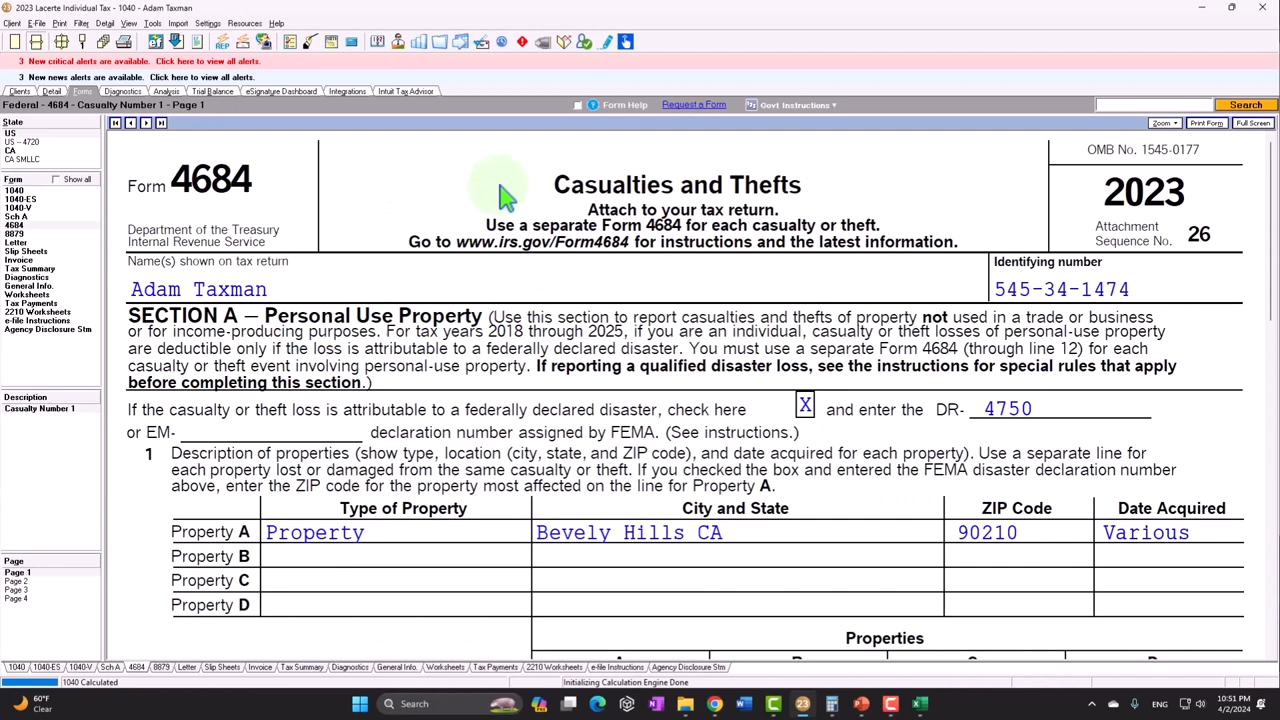 2023 Lacerte Individual Tax - 1040 - Adam Taxman
Client E-File Print Filter Detail View Tools Import Settings Resources Help
3 New critical alerts are available. Click here to view all alerts.
3 New news alerts are available. Click here to view all alerts.
Clients Detail Forms Diagnostics Analysis Trial Balance eSignature Dashboard Integrations Intuit Tax Advisor
Federal - 4684 - Casualty Number 1 - Page 1
Form Help Request a Form Govt Instructions Search
State
US
US - 4720
CA
CA SMLLC
Form Show all
1040
1040-ES
1040-V
Sch A
4684
8879
Letter
Slip Sheets
Invoice
Tax Summary
Diagnostics
General Info.
Worksheets
Tax Payments
2210 Worksheets
e-file Instructions
Agency Disclosure Stm
Description
Casualty Number 1
Page
Page 1
Page 2
Page 3
Page 4
Zoom Print Form Full Screen
Form 4684
Department of the Treasury
Internal Revenue Service
Casualties and Thefts
Attach to your tax return.
Use a separate Form 4684 for each casualty or theft.
Go to www.irs.gov/Form4684 for instructions and the latest information.
OMB No. 1545-0177
2023
Attachment
Sequence No. 26
Name(s) shown on tax return
Adam Taxman
Identifying number
545-34-1474
SECTION A — Personal Use Property (Use this section to report casualties and thefts of property not used in a trade or business
or for income-producing purposes. For tax years 2018 through 2025, if you are an individual, casualty or theft losses of personal-use property
are deductible only if the loss is attributable to a federally declared disaster. You must use a separate Form 4684 (through line 12) for each
casualty or theft event involving personal-use property. If reporting a qualified disaster loss, see the instructions for special rules that apply
before completing this section.)
If the casualty or theft loss is attributable to a federally declared disaster, check here X and enter the DR- 4750
or EM- declaration number assigned by FEMA. (See instructions.)
1 Description of properties (show type, location (city, state, and ZIP code), and date acquired for each property). Use a separate line for
each property lost or damaged from the same casualty or theft. If you checked the box and entered the FEMA disaster declaration number
above, enter the ZIP code for the property most affected on the line for Property A.
Type of Property City and State ZIP Code Date Acquired
Property A Property Bevely Hills CA 90210 Various
Property B
Property C
Property D
Properties
1040 1040-ES 1040-V Sch A 4684 8879 Letter Slip Sheets Invoice Tax Summary Diagnostics General Info. Worksheets Tax Payments 2210 Worksheets e-file Instructions Agency Disclosure Stm
1040 Calculated Initializing Calculation Engine Done
60°F
Clear
Search
ENG
10:51 PM
4/2/2024